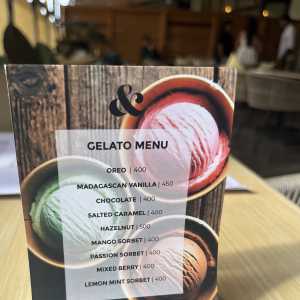 &
GELATO MENU
OREO | 400
MADAGASCAN VANILLA | 450
CHOCOLATE | 400
SALTED CARAMEL | 400
HAZELNUT | 500
MANGO SORBET | 400
PASSION SORBET | 400
MIXED BERRY | 400
LEMON MINT SORBET | 400